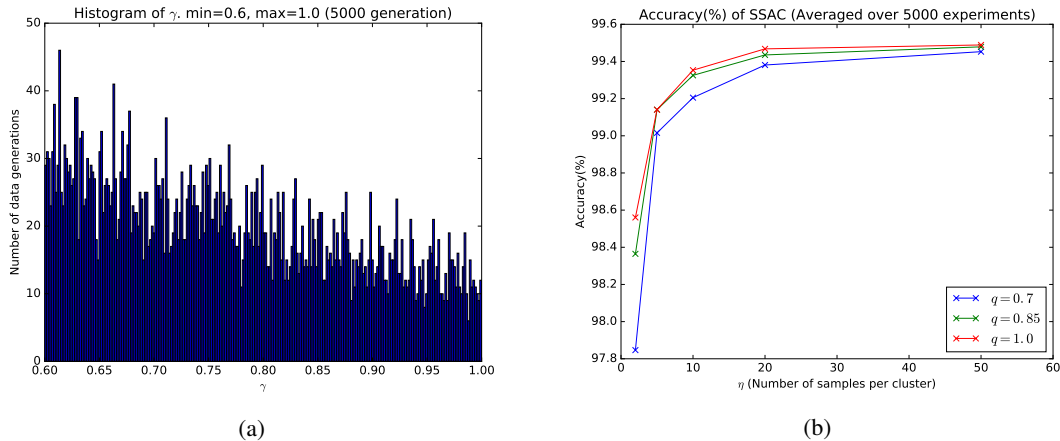 Histogram of γ. min=0.6, max=1.0 (5000 generation)
50
40
30
20
10
0
Number of data generations
0.60 0.65 0.70 0.75 0.80 0.85 0.90 0.95 1.00
γ
(a)
Accuracy(%) of SSAC (Averaged over 5000 experiments)
99.6
99.4
99.2
99.0
98.8
98.6
98.4
98.2
98.0
97.8
Accuracy(%)
q = 0.7
q = 0.85
q = 1.0
0 10 20 30 40 50 60
η (Number of samples per cluster)
(b)